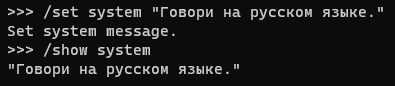 >>> /set system "Говори на русском языке."
Set system message.
>>> /show system
"Говори на русском языке."